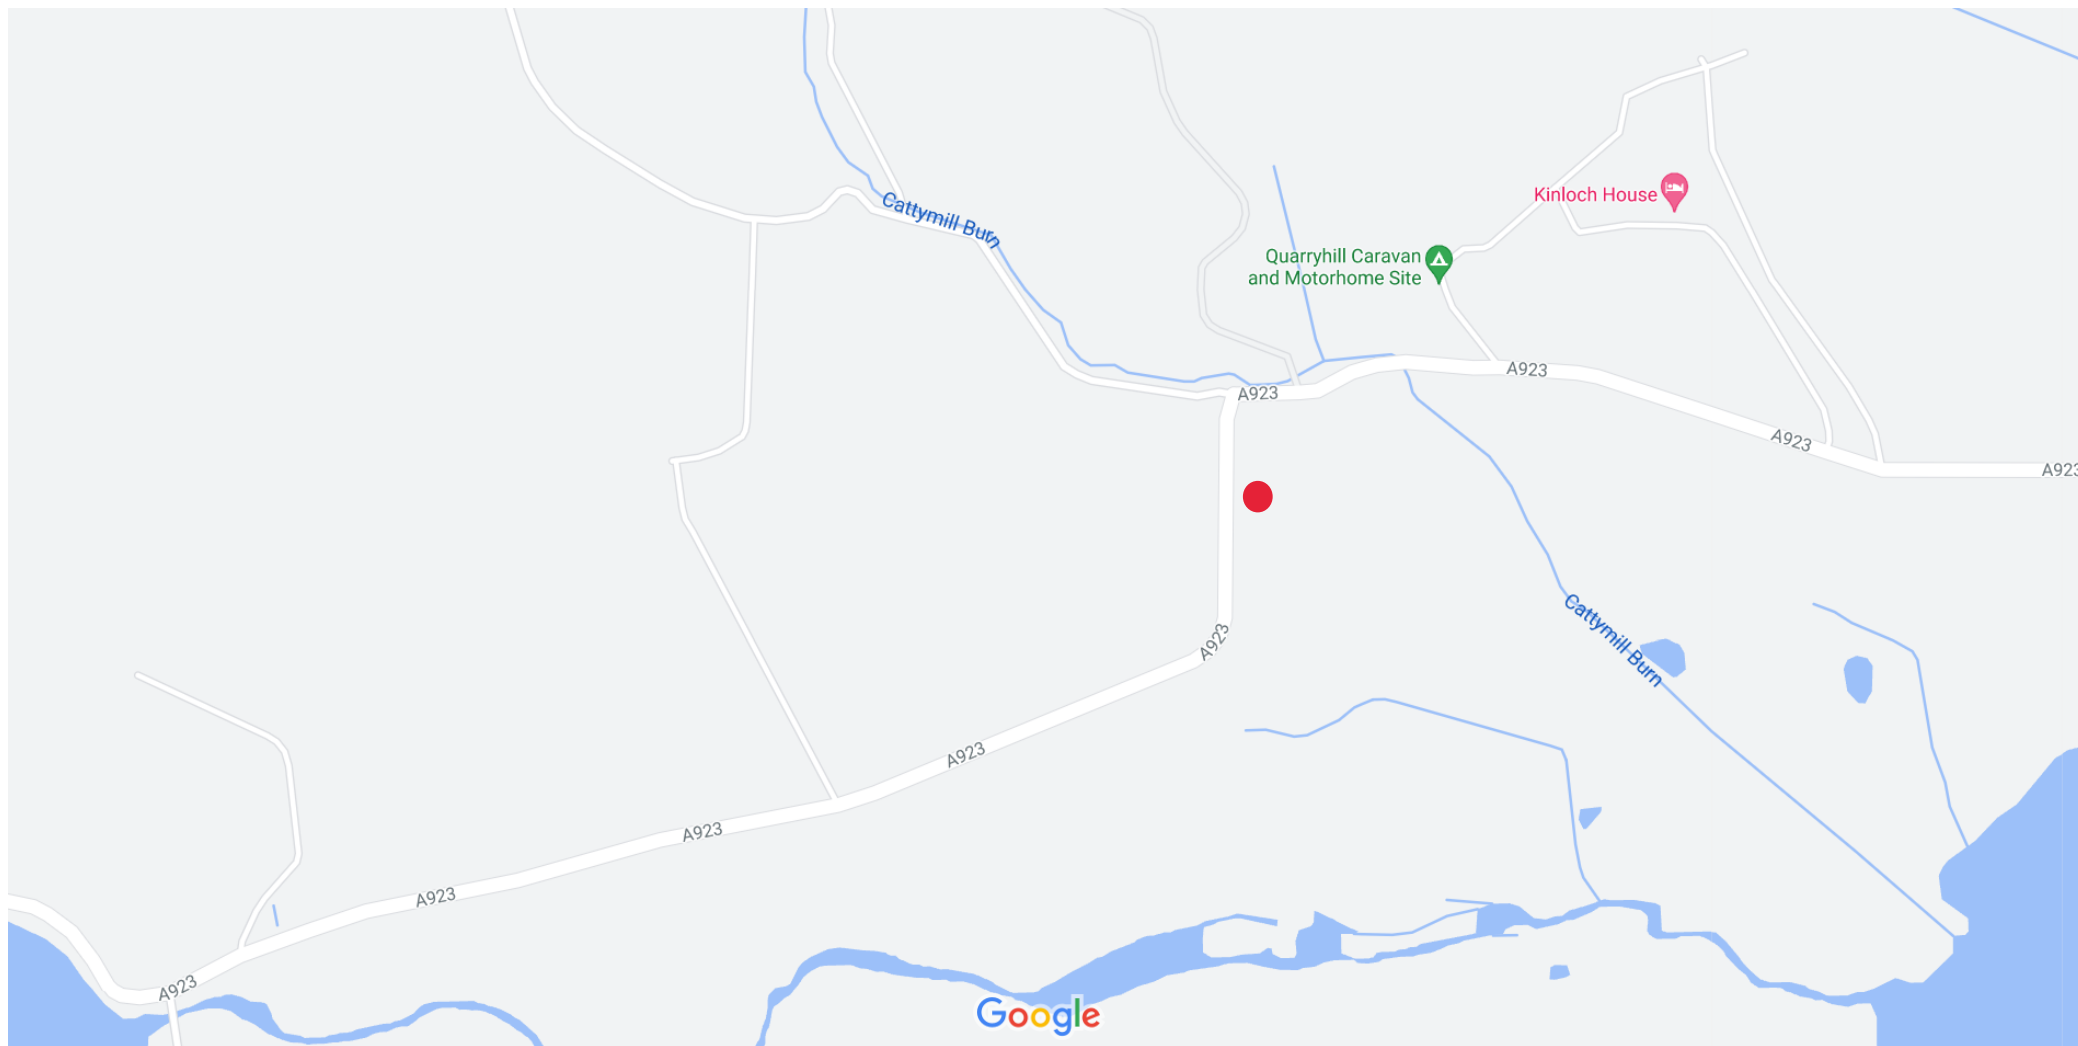 Cattymill Burn
Kinloch House
Quarryhill Caravan
and Motorhome Site
A923
A923
A923
A923
Cattymill Burn
A923
A923
A923
A923
A923
Google